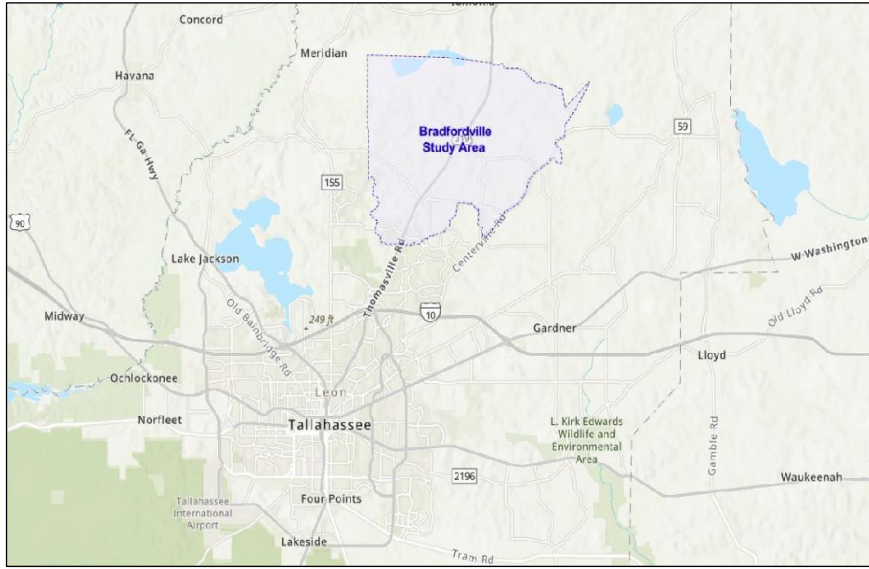 Concord
Meridian
Havana
FL-Ga-Hwy
Bradfordville
Study Area
319
59
155
90
Centerville Rd
Thomasville Rd
Lake Jackson
W-Washington
Old Lloyd Rd
249 ft
Old Bainbridge Rd
10
Midway
Gardner
Lloyd
Ochlockonee
Leon
Norfleet
Tallahassee
L. Kirk Edwards
Wildlife and
Environmental
Area
Gamble Rd
2196
Waukeenah
Tallahassee
International
Airport
Four Points
Lakeside
Tram Rd